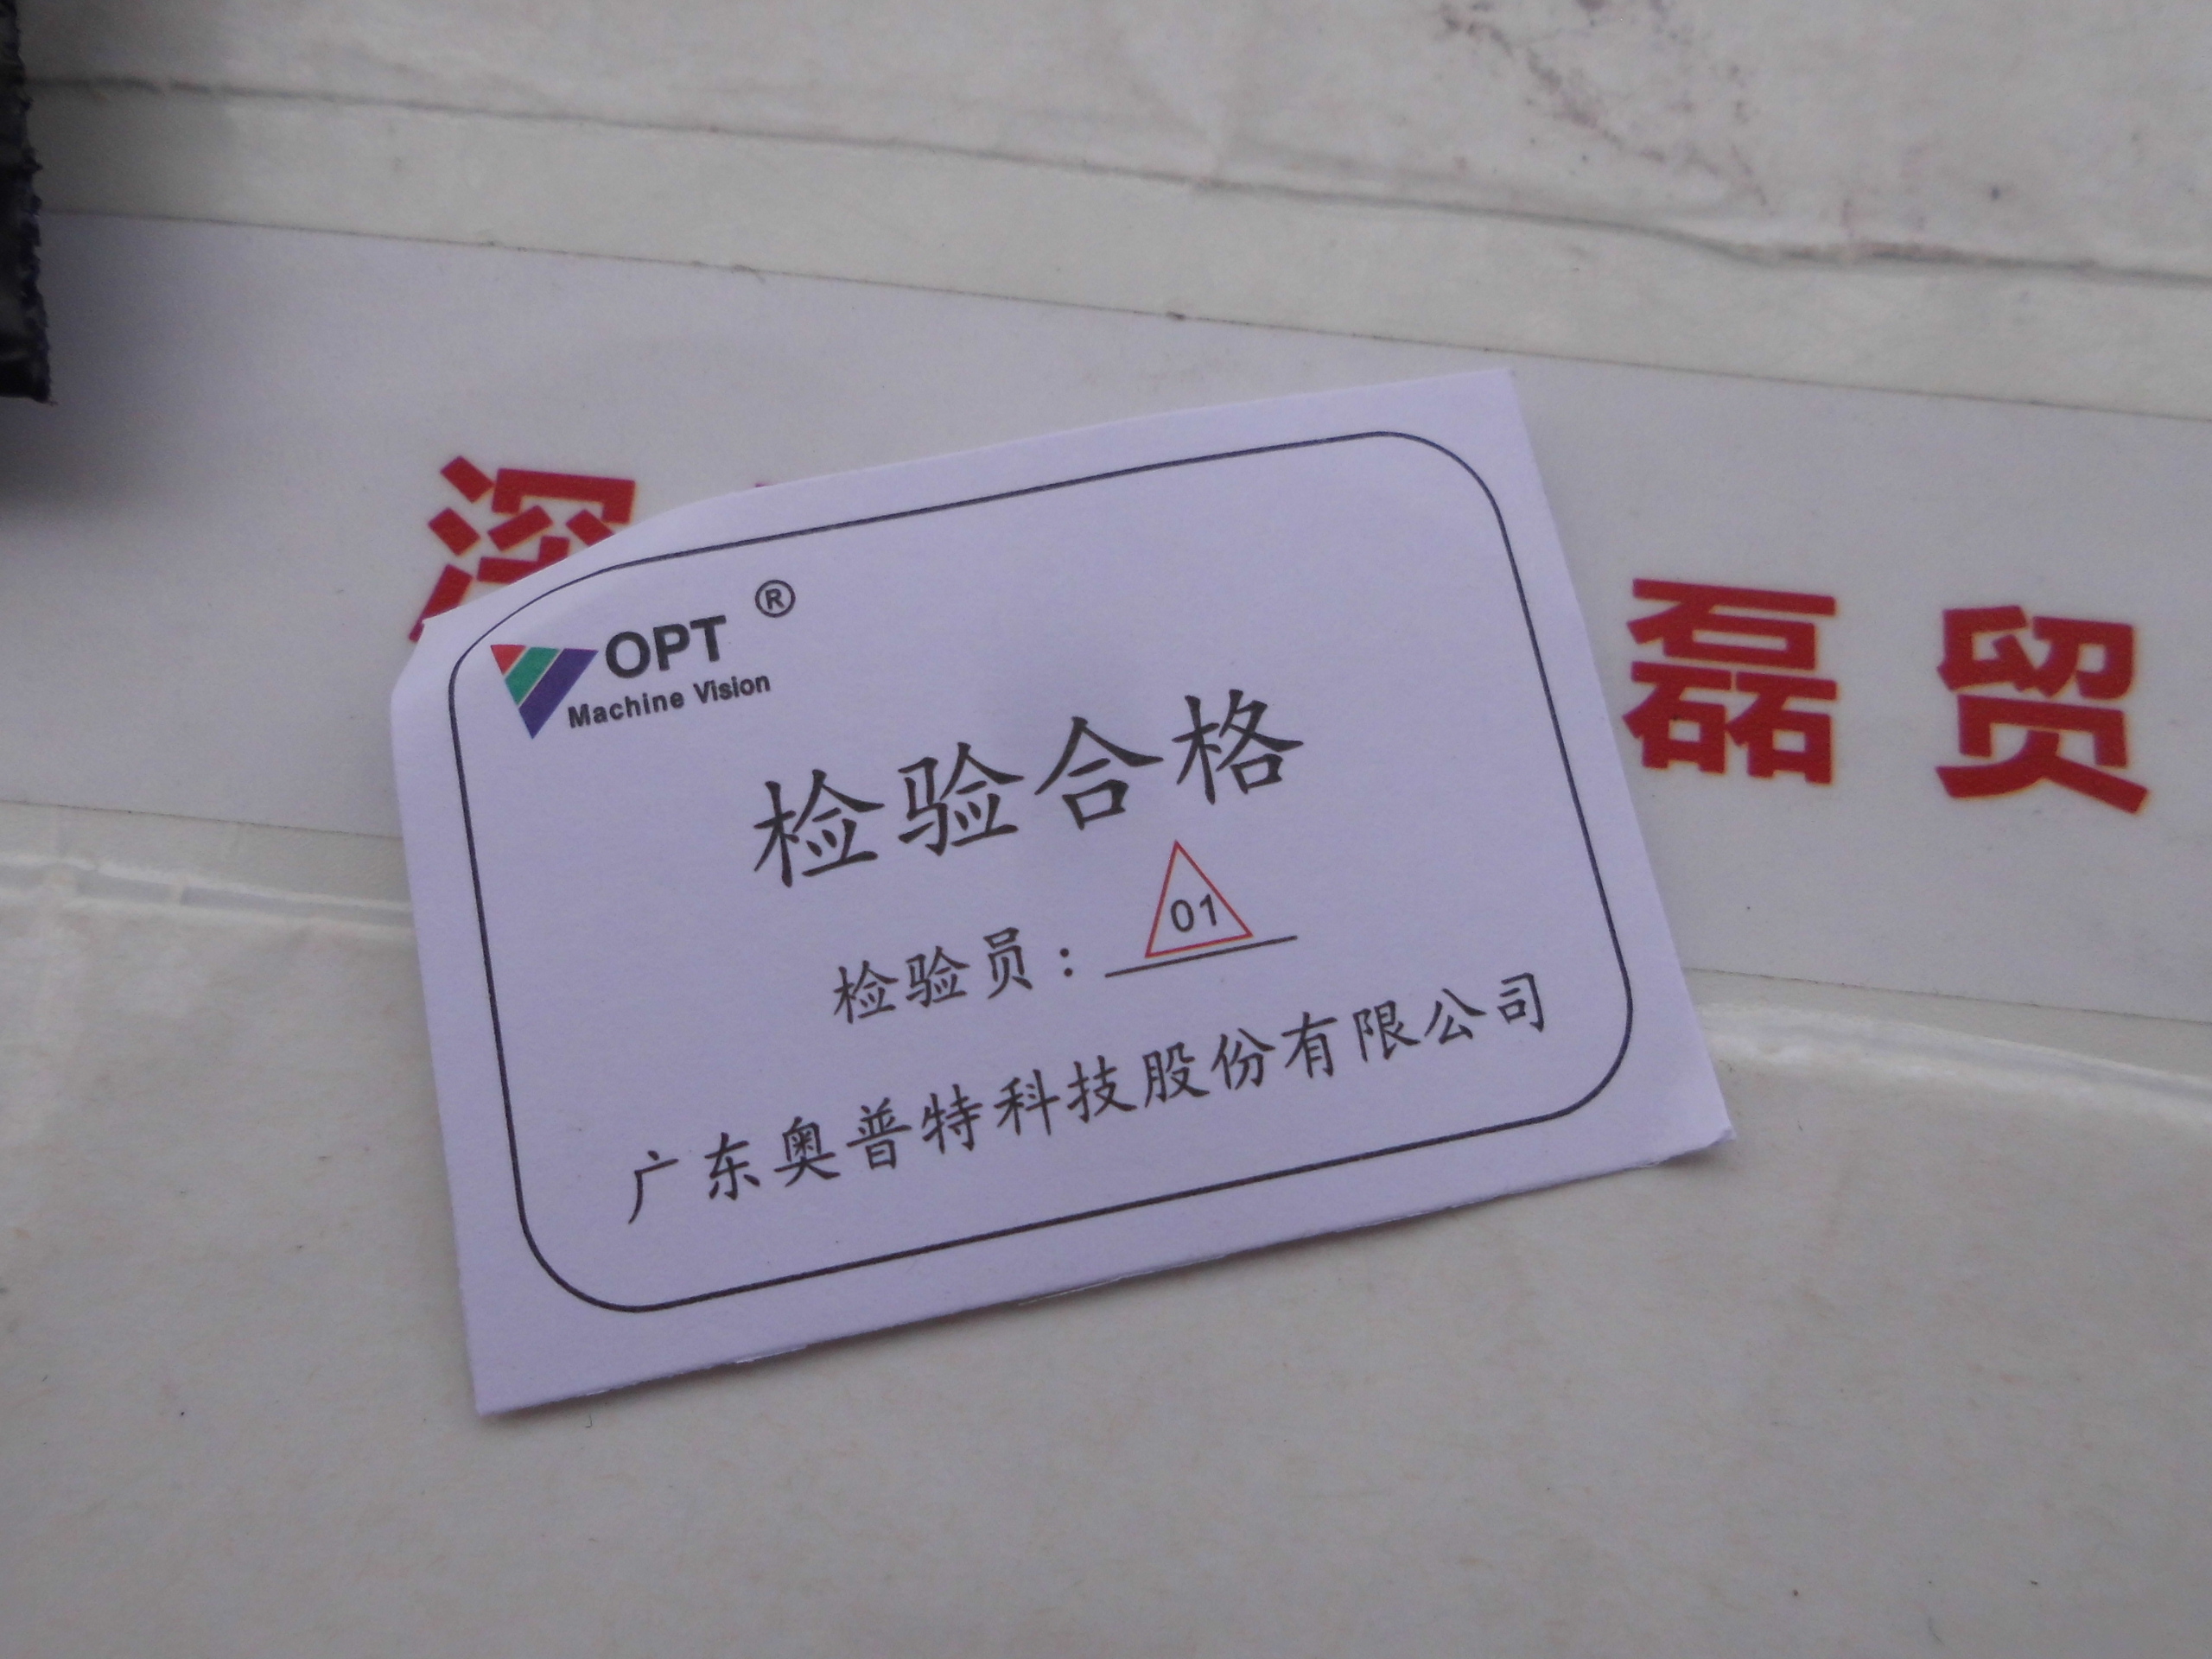 深
磊贸
OPT ®
Machine Vision
检验合格
检验员：01
广东奥普特科技股份有限公司